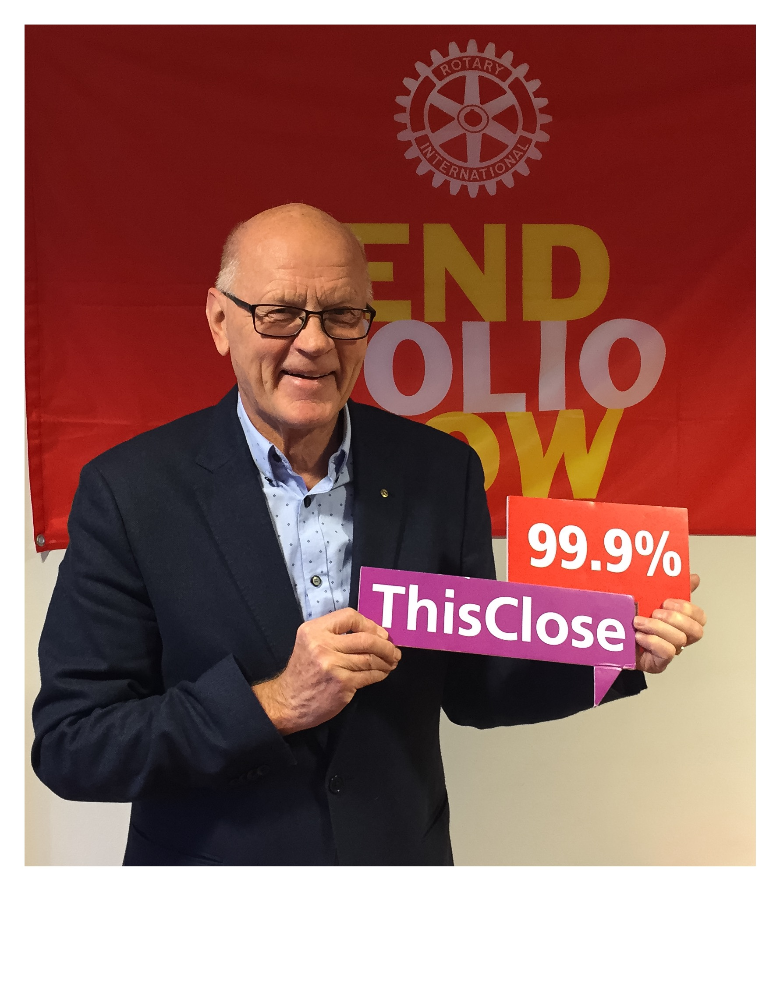 ROTARY
INTERNATIONAL
END
OLIO
OW
99.9%
ThisClose